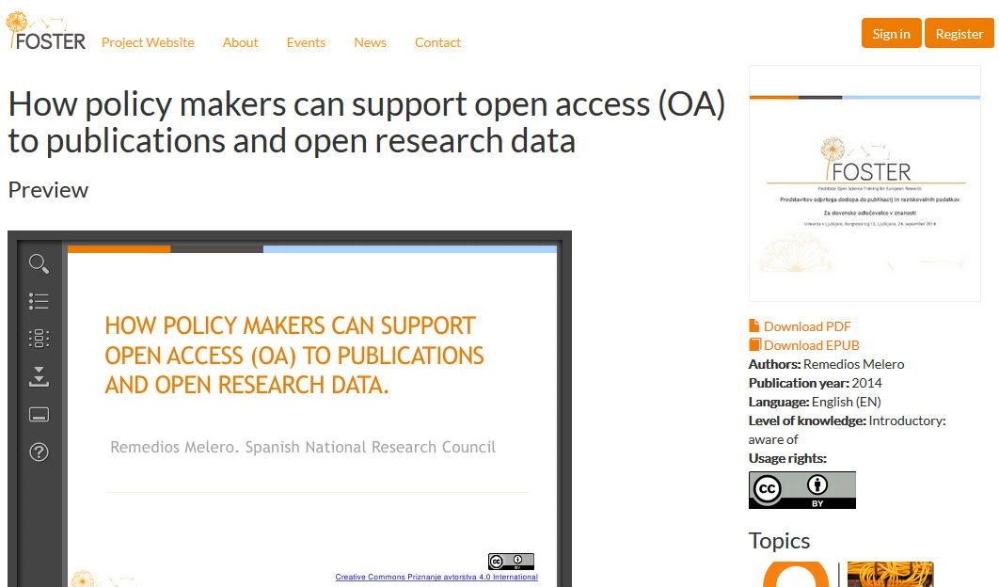 FOSTER
Project Website
About
Events
News
Contact
Sign in
Register
How policy makers can support open access (OA)
to publications and open research data
Preview
HOW POLICY MAKERS CAN SUPPORT
OPEN ACCESS (OA) TO PUBLICATIONS
AND OPEN RESEARCH DATA.
Remedios Melero. Spanish National Research Council
cc
BY
Creative Commons Priznanje avtorstva 4.0 International
FOSTER
Facilitate Open Science Training for European Research
Predstavitev odprtega dostopa do publikacij in raziskovalnih podatkov
Za slovenske odločevalce v znanosti
Univerza v Ljubljani, Kongresni trg 12, Ljubljana, 24. september 2014
Download PDF
Download EPUB
Authors: Remedios Melero
Publication year: 2014
Language: English (EN)
Level of knowledge: Introductory:
aware of
Usage rights:
cc
BY
Topics